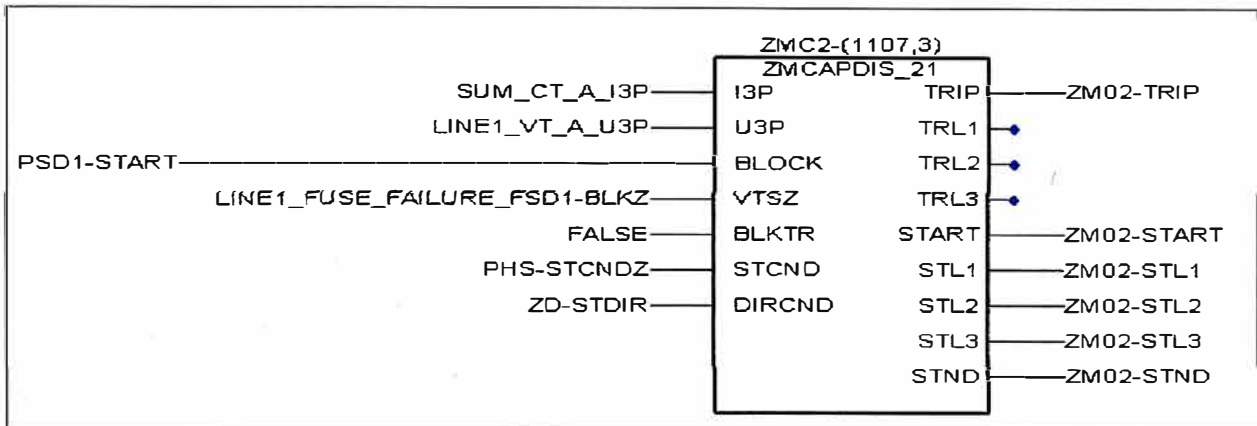 ZMC2-(1107,3)
ZMCAPDIS_21
SUM_CT_A_I3P I3P TRIP ZM02-TRIP
LINE1_VT_A_U3P U3P TRL1
PSD1-START BLOCK TRL2
LINE1_FUSE_FAILURE_FSD1-BLKZ VTSZ TRL3
FALSE BLKTR START ZM02-START
PHS-STCNDZ STCND STL1 ZM02-STL1
ZD-STDIR DIRCND STL2 ZM02-STL2
STL3 ZM02-STL3
STND ZM02-STND